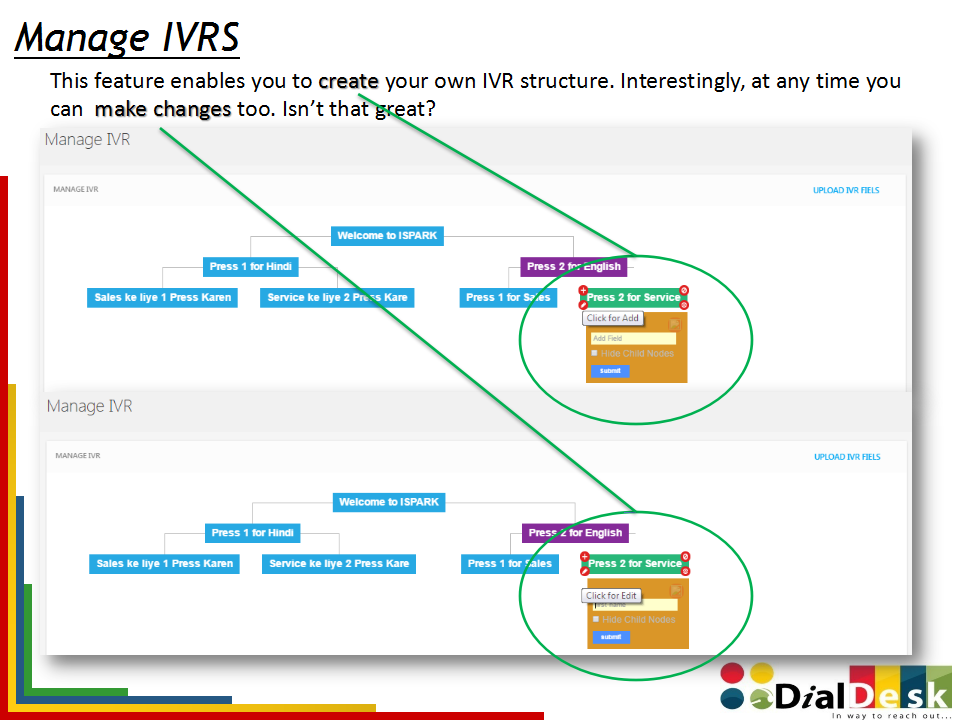 Manage IVRS
This feature enables you to create your own IVR structure. Interestingly, at any time you
can make changes too. Isn't that great?
Manage IVR
MANAGE IVR
UPLOAD IVR FIELS
Welcome to ISPARK
Press 1 for Hindi
Press 2 for English
Sales ke liye 1 Press Karen
Service ke liye 2 Press Kare
Press 1 for Sales
Press 2 for Service
Click for Add
Add Field
Hide Child Nodes
Submit
Manage IVR
MANAGE IVR
UPLOAD IVR FIELS
Welcome to ISPARK
Press 1 for Hindi
Press 2 for English
Sales ke liye 1 Press Karen
Service ke liye 2 Press Kare
Press 1 for Sales
Press 2 for Service
Click for Edit
Hide Child Nodes
submit
DialDesk
In way to reach out...